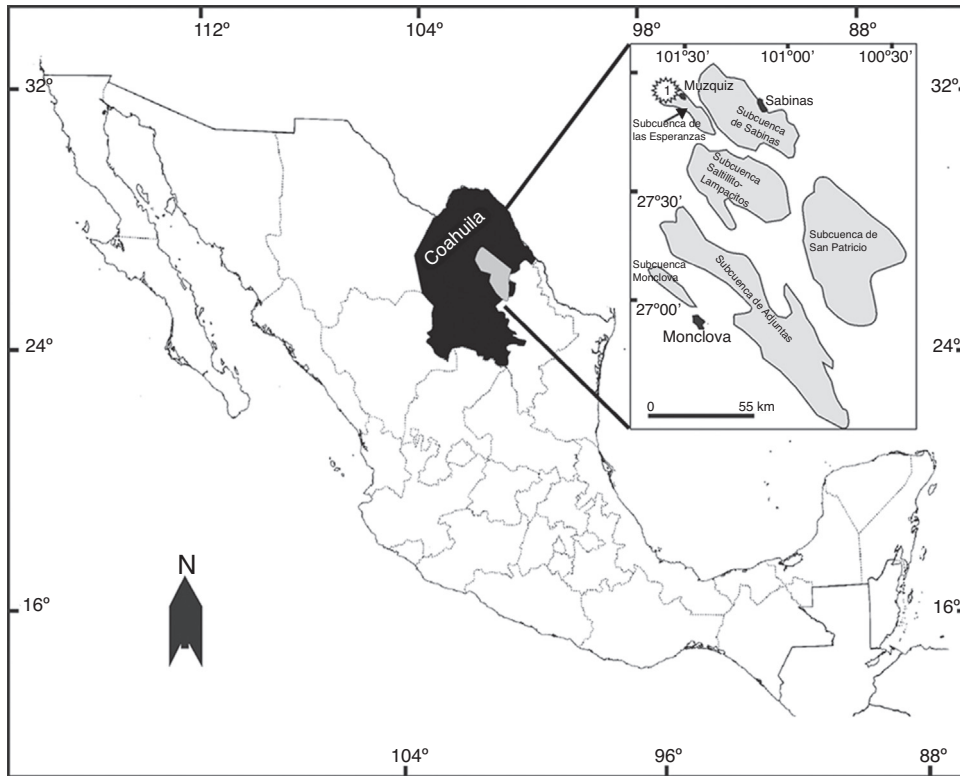 112º
104º
98º
88º
32º
24º
16º
32º
24º
16º
104º
96º
88º
N
Coahuila
101º30’
101º00’
100º30’
1
Muzquiz
Sabinas
Subcuenca de
las Esperanzas
Subcuenca
de Sabinas
Subcuenca
Saltillito-
Lampacitos
27º30’
Subcuenca de
San Patricio
Subcuenca
Monclova
Subcuenca de Adjuntas
27º00’
Monclova
0
55 km